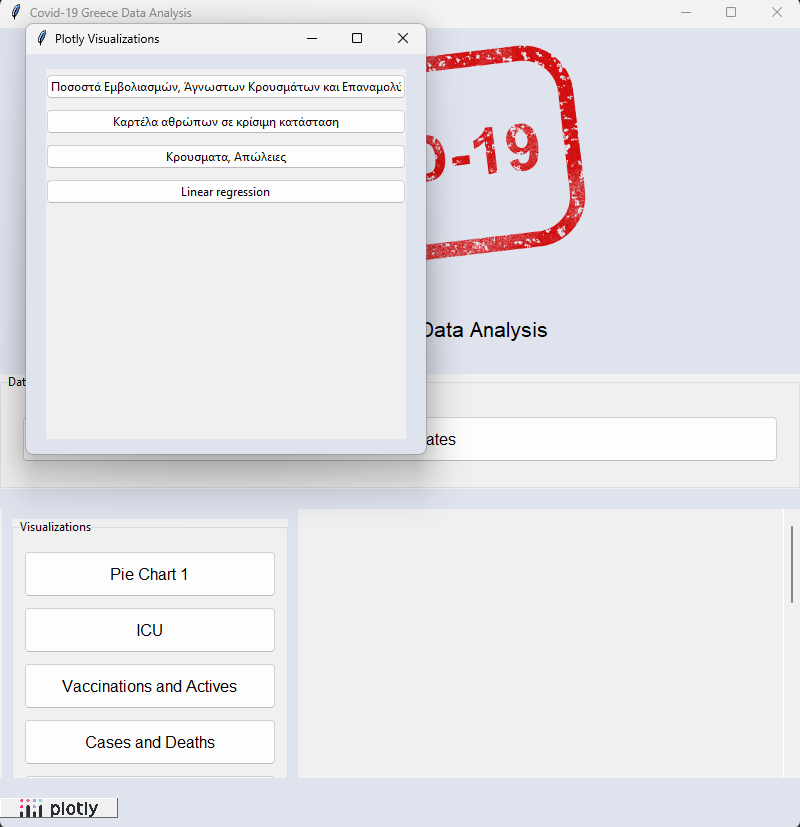 Covid-19 Greece Data Analysis
Plotly Visualizations
Ποσοστά Εμβολιασμών, Άγνωστων Κρουσμάτων και Επαναμολύ
Καρτέλα αθρώπων σε κρίσιμη κατάσταση
Κρουσματα, Απώλειες
Linear regression
D-19
Data Analysis
Dat
ates
Visualizations
Pie Chart 1
ICU
Vaccinations and Actives
Cases and Deaths
plotly